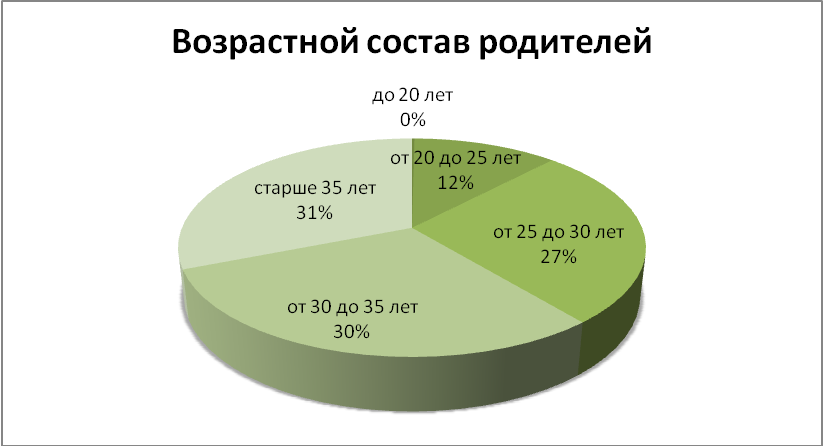 Возрастной состав родителей
до 20 лет
0%
от 20 до 25 лет
12%
от 25 до 30 лет
27%
от 30 до 35 лет
30%
старше 35 лет
31%